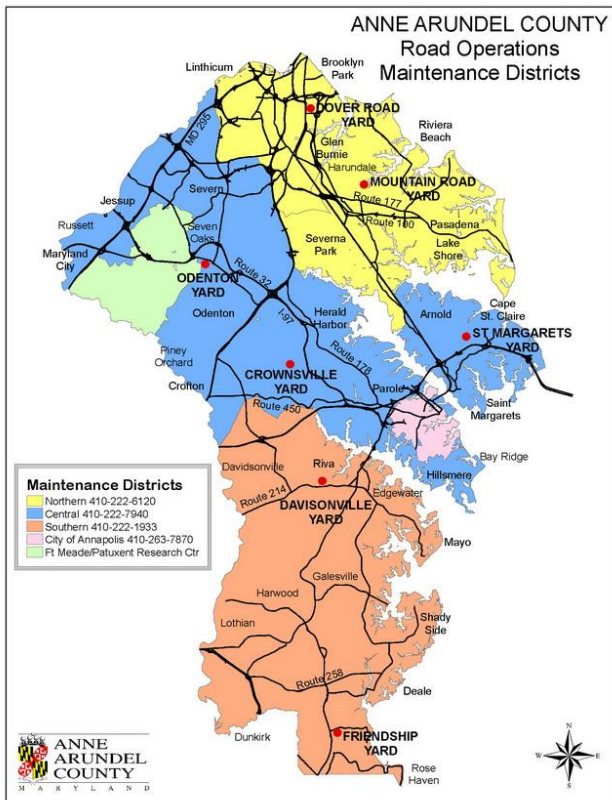 ANNE ARUNDEL COUNTY
Road Operations
Maintenance Districts
Linthicum
Brooklyn
Park
MD 295
DOVER ROAD
YARD
Glen
Burnie
Riviera
Beach
Harundale
MOUNTAIN ROAD
YARD
Severn
Jessup
Route 177
Route 100
Pasadena
Russett
Seven
Oaks
Severna
Park
Lake
Shore
Maryland
City
ODENTON
YARD
Route 32
Odenton
I-97
Herald
Harbor
Arnold
Cape
St. Claire
ST MARGARETS
YARD
Piney
Orchard
CROWNSVILLE
YARD
Route 178
Crofton
Parole
Saint
Margarets
Route 450
Bay Ridge
Hillsmere
Davidsonville
Riva
Route 214
DAVISONVILLE
YARD
Edgewater
Mayo
Maintenance Districts
Northern 410-222-6120
Central 410-222-7940
Southern 410-222-1933
City of Annapolis 410-263-7870
Ft Meade/Patuxent Research Ctr
Galesville
Harwood
Lothian
Shady
Side
Route 258
Deale
Dunkirk
FRIENDSHIP
YARD
Rose
Haven
ANNE
ARUNDEL
COUNTY
MARYLAND
N
W
E
S